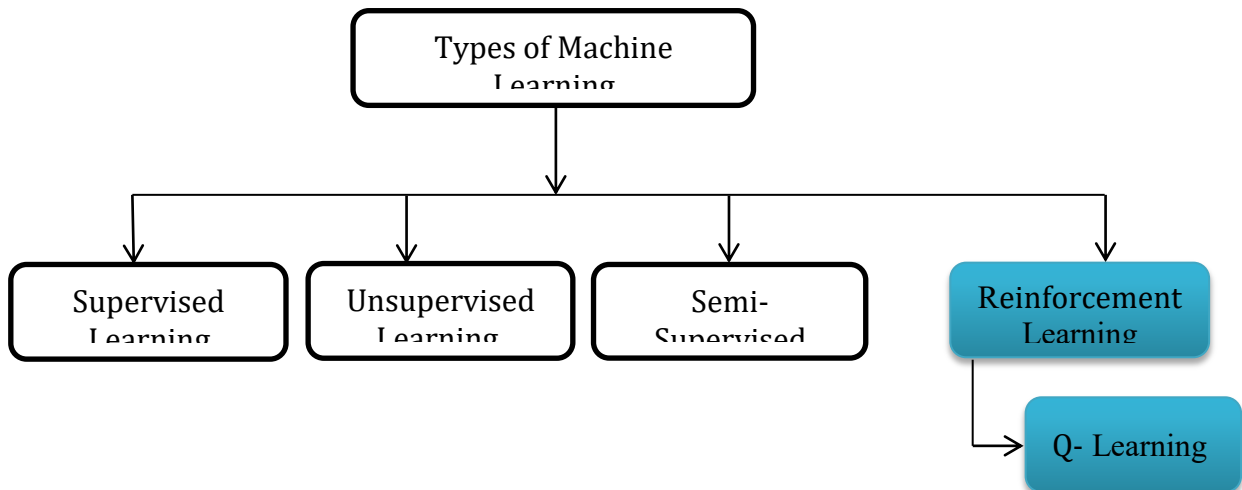 Types of Machine
Learning
Supervised
Learning
Unsupervised
Learning
Semi-
Supervised
Reinforcement
Learning
Q- Learning